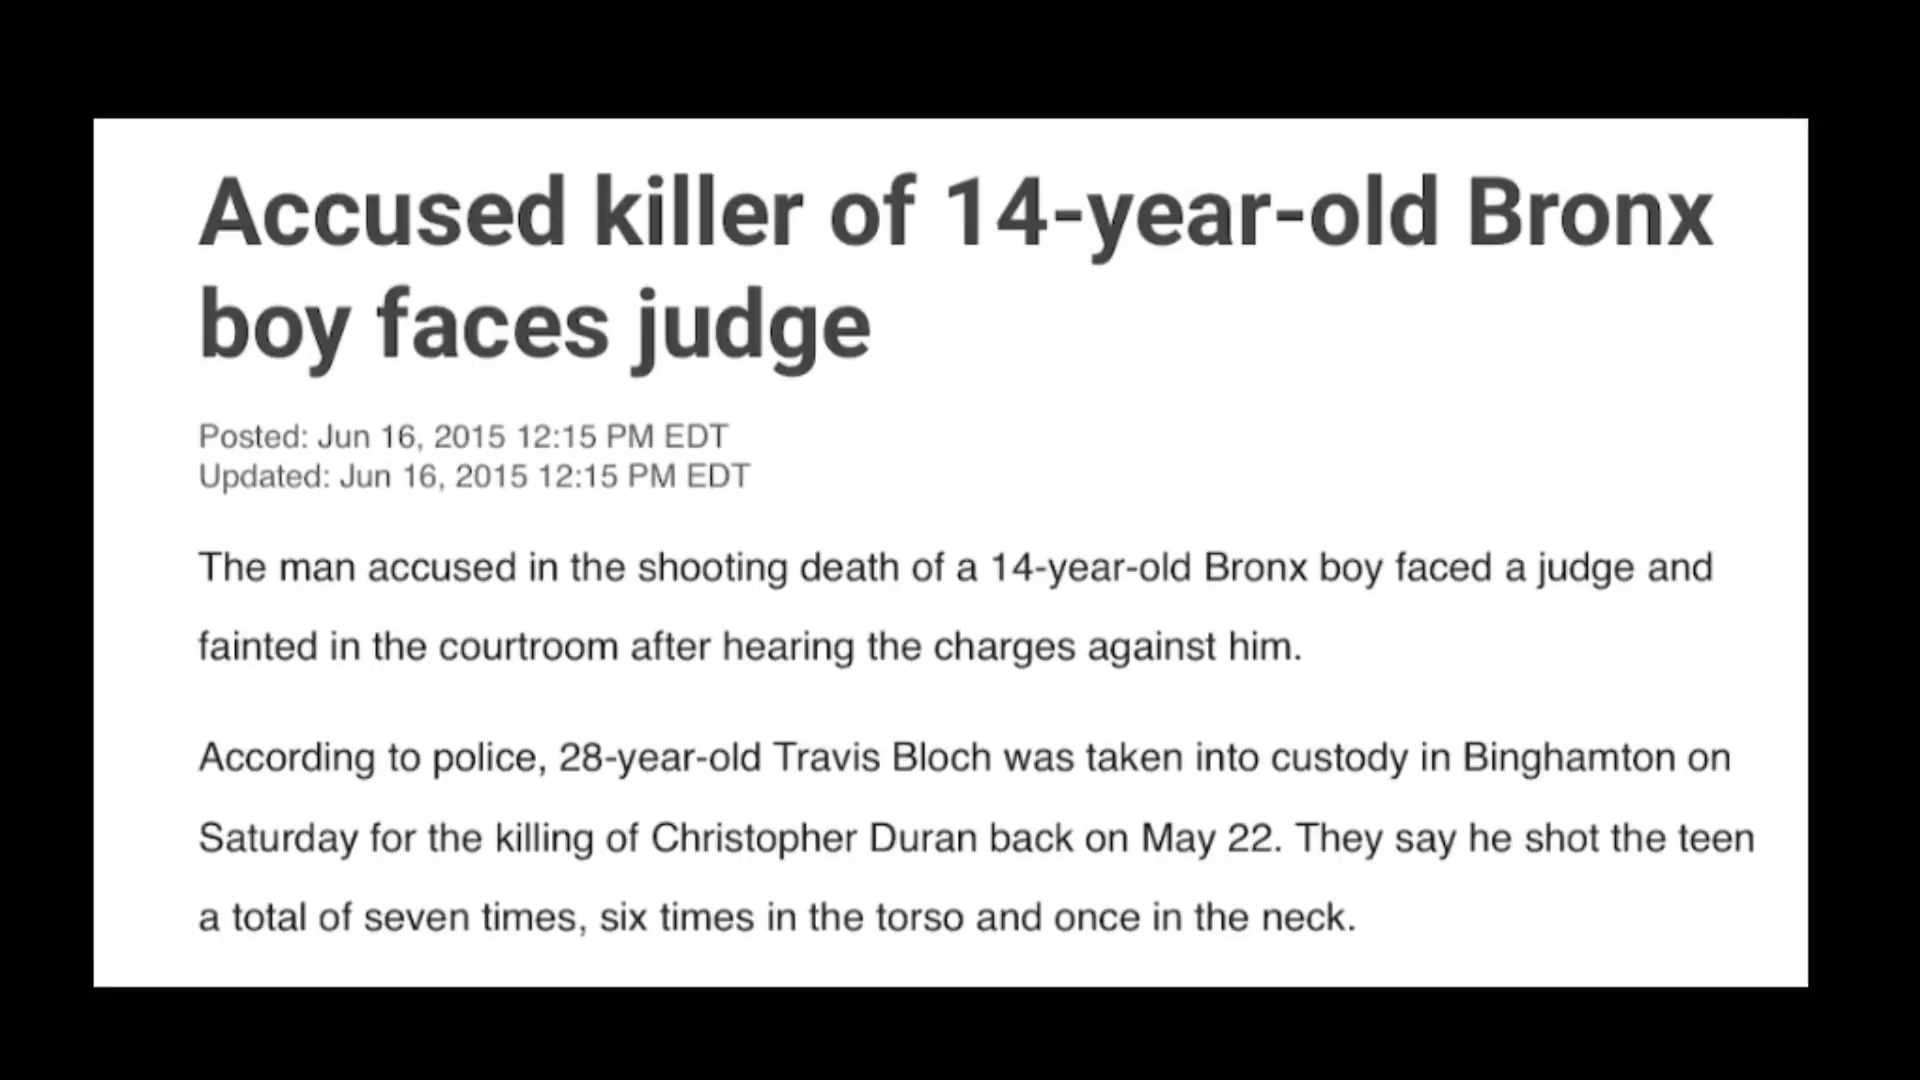 Accused killer of 14-year-old Bronx
boy faces judge
Posted: Jun 16, 2015 12:15 PM EDT
Updated: Jun 16, 2015 12:15 PM EDT
The man accused in the shooting death of a 14-year-old Bronx boy faced a judge and
fainted in the courtroom after hearing the charges against him.
According to police, 28-year-old Travis Bloch was taken into custody in Binghamton on
Saturday for the killing of Christopher Duran back on May 22. They say he shot the teen
a total of seven times, six times in the torso and once in the neck.